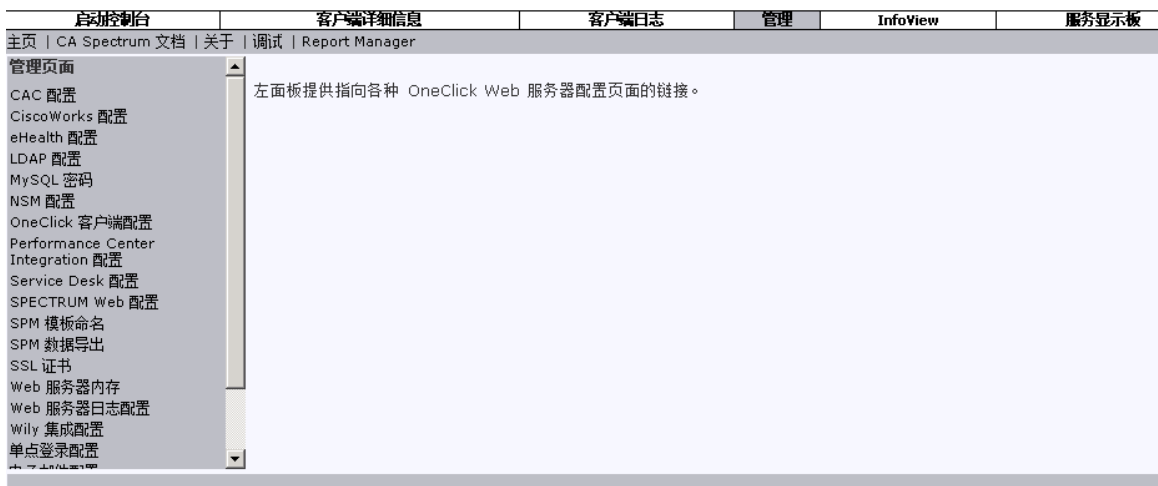 启动控制台 客户端详细信息 客户端日志 管理 InfoView 服务显示板
主页 | CA Spectrum 文档 | 关于 | 调试 | Report Manager
管理页面
左面板提供指向各种 OneClick Web 服务器配置页面的链接。
CAC 配置
CiscoWorks 配置
eHealth 配置
LDAP 配置
MySQL 密码
NSM 配置
OneClick 客户端配置
Performance Center
Integration 配置
Service Desk 配置
SPECTRUM Web 配置
SPM 模板命名
SPM 数据导出
SSL 证书
Web 服务器内存
Web 服务器日志配置
Wily 集成配置
单点登录配置
电子邮件配置